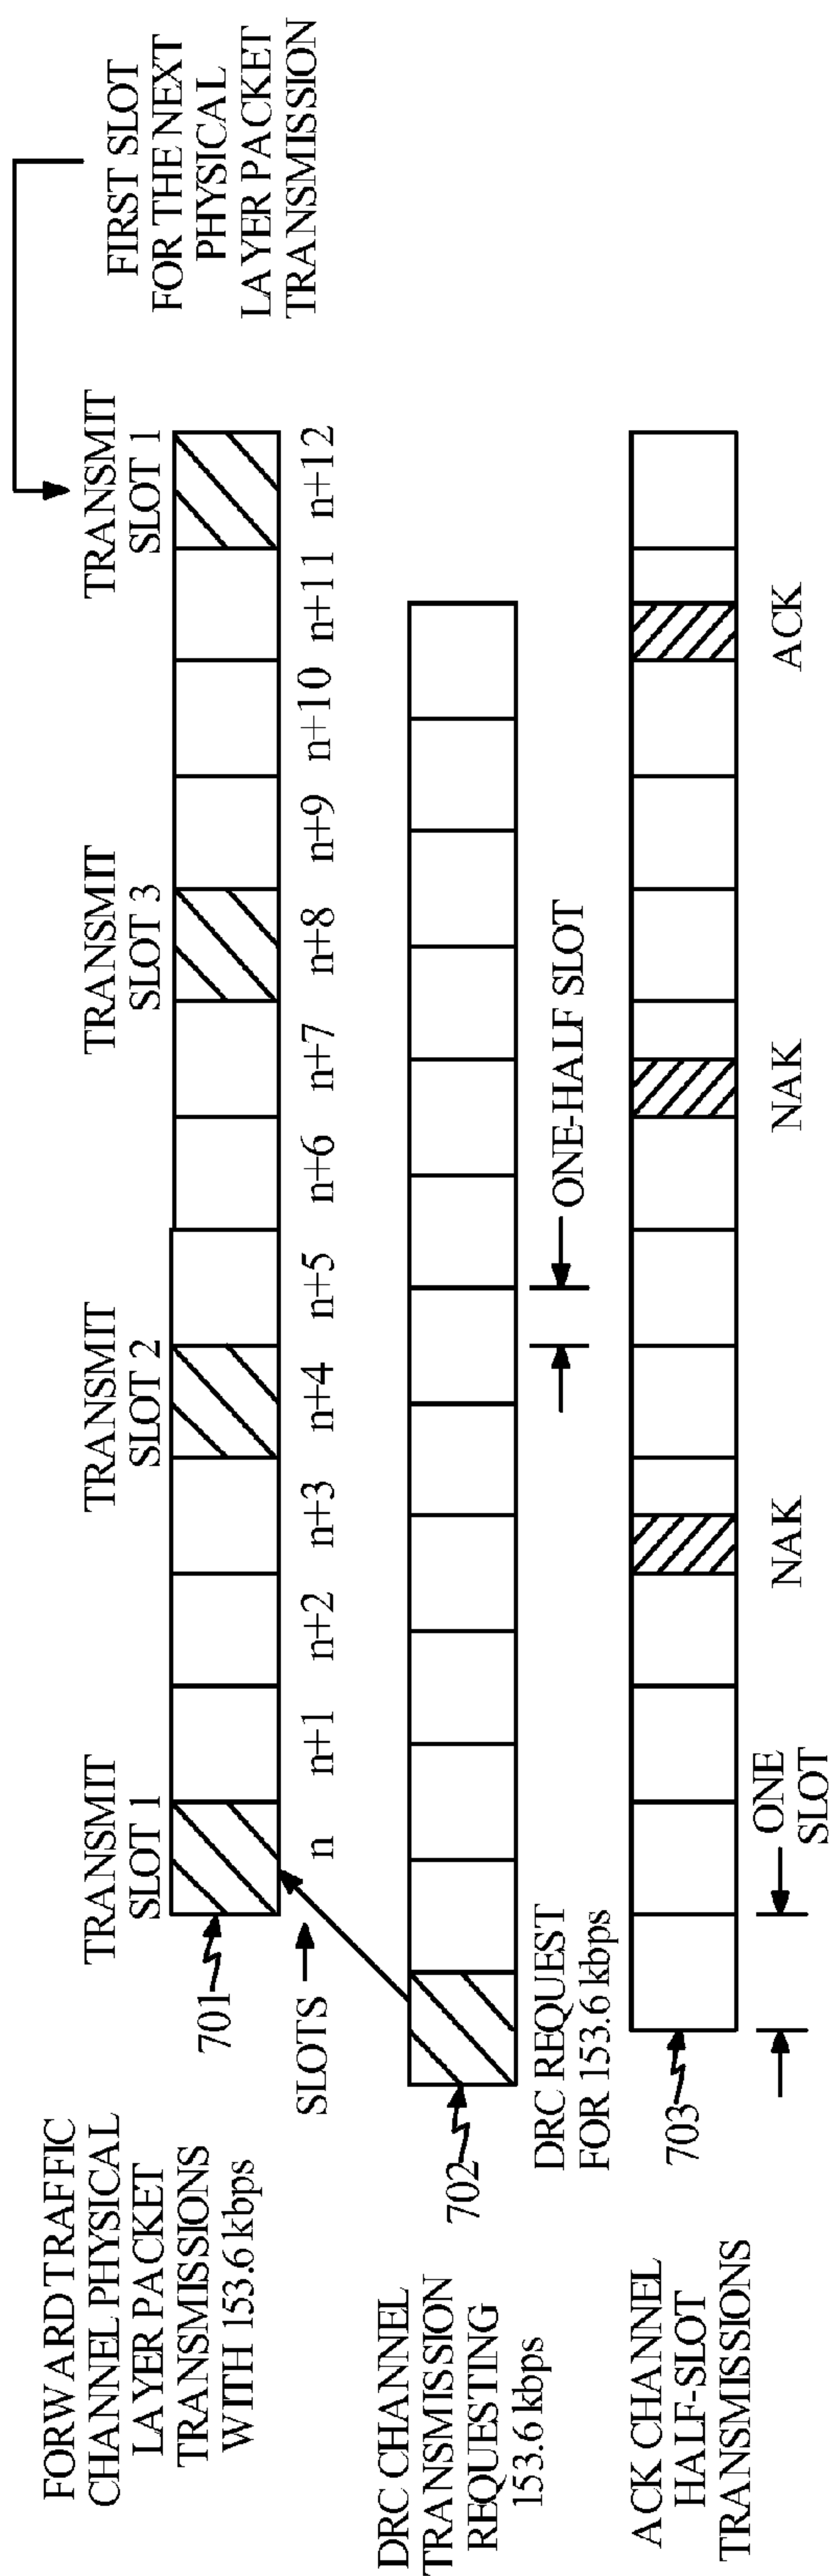 FIRST SLOT
FOR THE NEXT
PHYSICAL
LAYER PACKET
TRANSMISSION
FORWARD TRAFFIC
CHANNEL PHYSICAL
LAYER PACKET
TRANSMISSIONS
WITH 153.6 kbps
TRANSMIT
SLOT 1
TRANSMIT
SLOT 2
TRANSMIT
SLOT 3
TRANSMIT
SLOT 1
701
SLOTS
n n+1 n+2 n+3 n+4 n+5 n+6 n+7 n+8 n+9 n+10 n+11 n+12
DRC CHANNEL
TRANSMISSION
REQUESTING
153.6 kbps
702
DRC REQUEST
FOR 153.6 kbps
ONE-HALF SLOT
ACK CHANNEL
HALF-SLOT
TRANSMISSIONS
703
ONE
SLOT
NAK
NAK
ACK